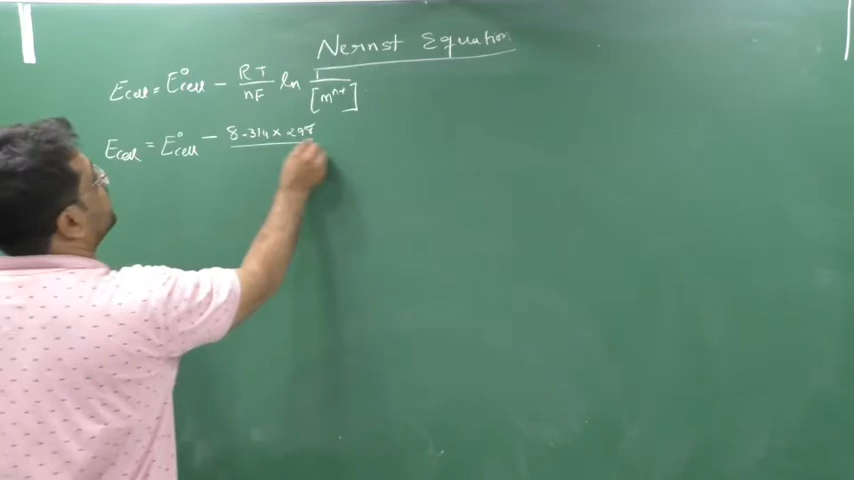 Nernst Equation
Ecell = E°cell - RT/nF ln 1/[m^n+]
Ecell = E°cell - 8.314 × 298